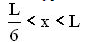 L/6 < x < L